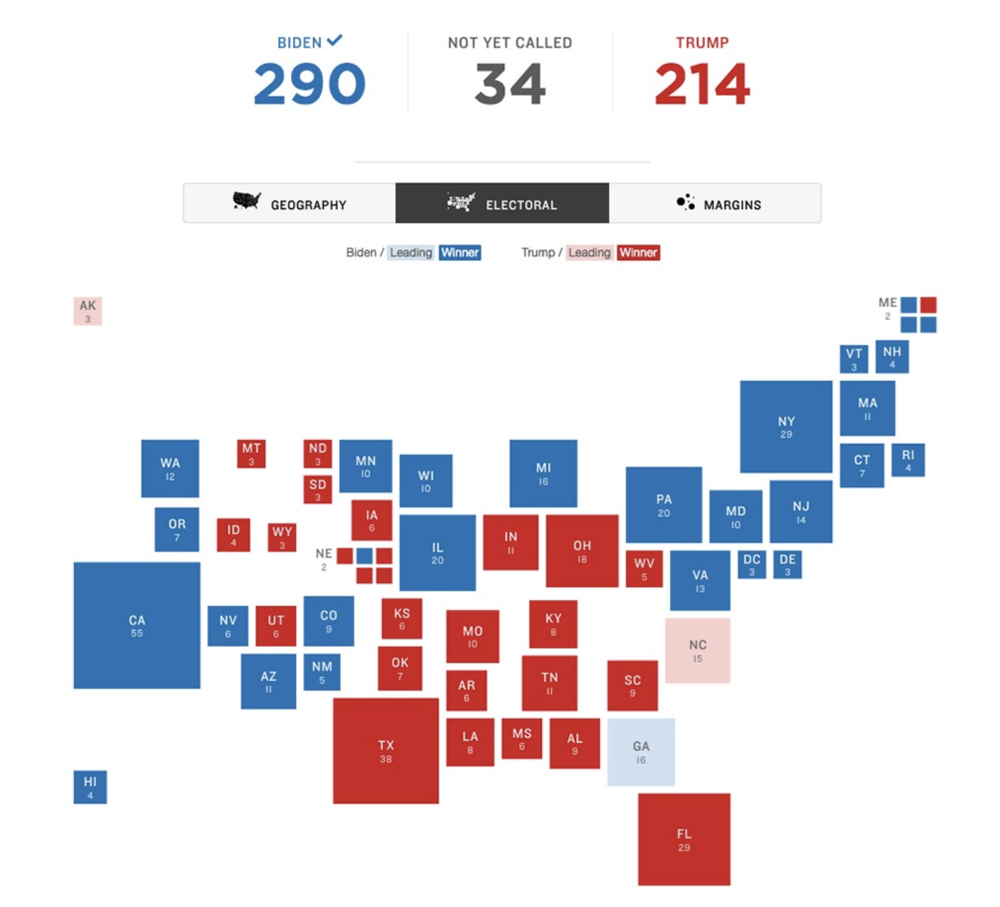 BIDEN NOT YET CALLED TRUMP
290 34 214
GEOGRAPHY ELECTORAL MARGINS
Biden / Leading Winner Trump / Leading Winner
AK
3
ME
2
VT
3
NH
4
NY
29
MA
11
WA
12
MT
3
ND
3
MN
10
WI
10
MI
16
CT
7
RI
4
SD
3
PA
20
MD
10
NJ
14
OR
7
ID
4
WY
3
IA
6
NE
2
IL
20
IN
11
OH
18
WV
5
VA
13
DC
3
DE
3
CA
55
NV
6
UT
6
CO
9
KS
6
MO
10
KY
8
NC
15
AZ
11
NM
5
OK
7
AR
6
TN
11
SC
9
TX
38
LA
8
MS
6
AL
9
GA
16
HI
4
FL
29